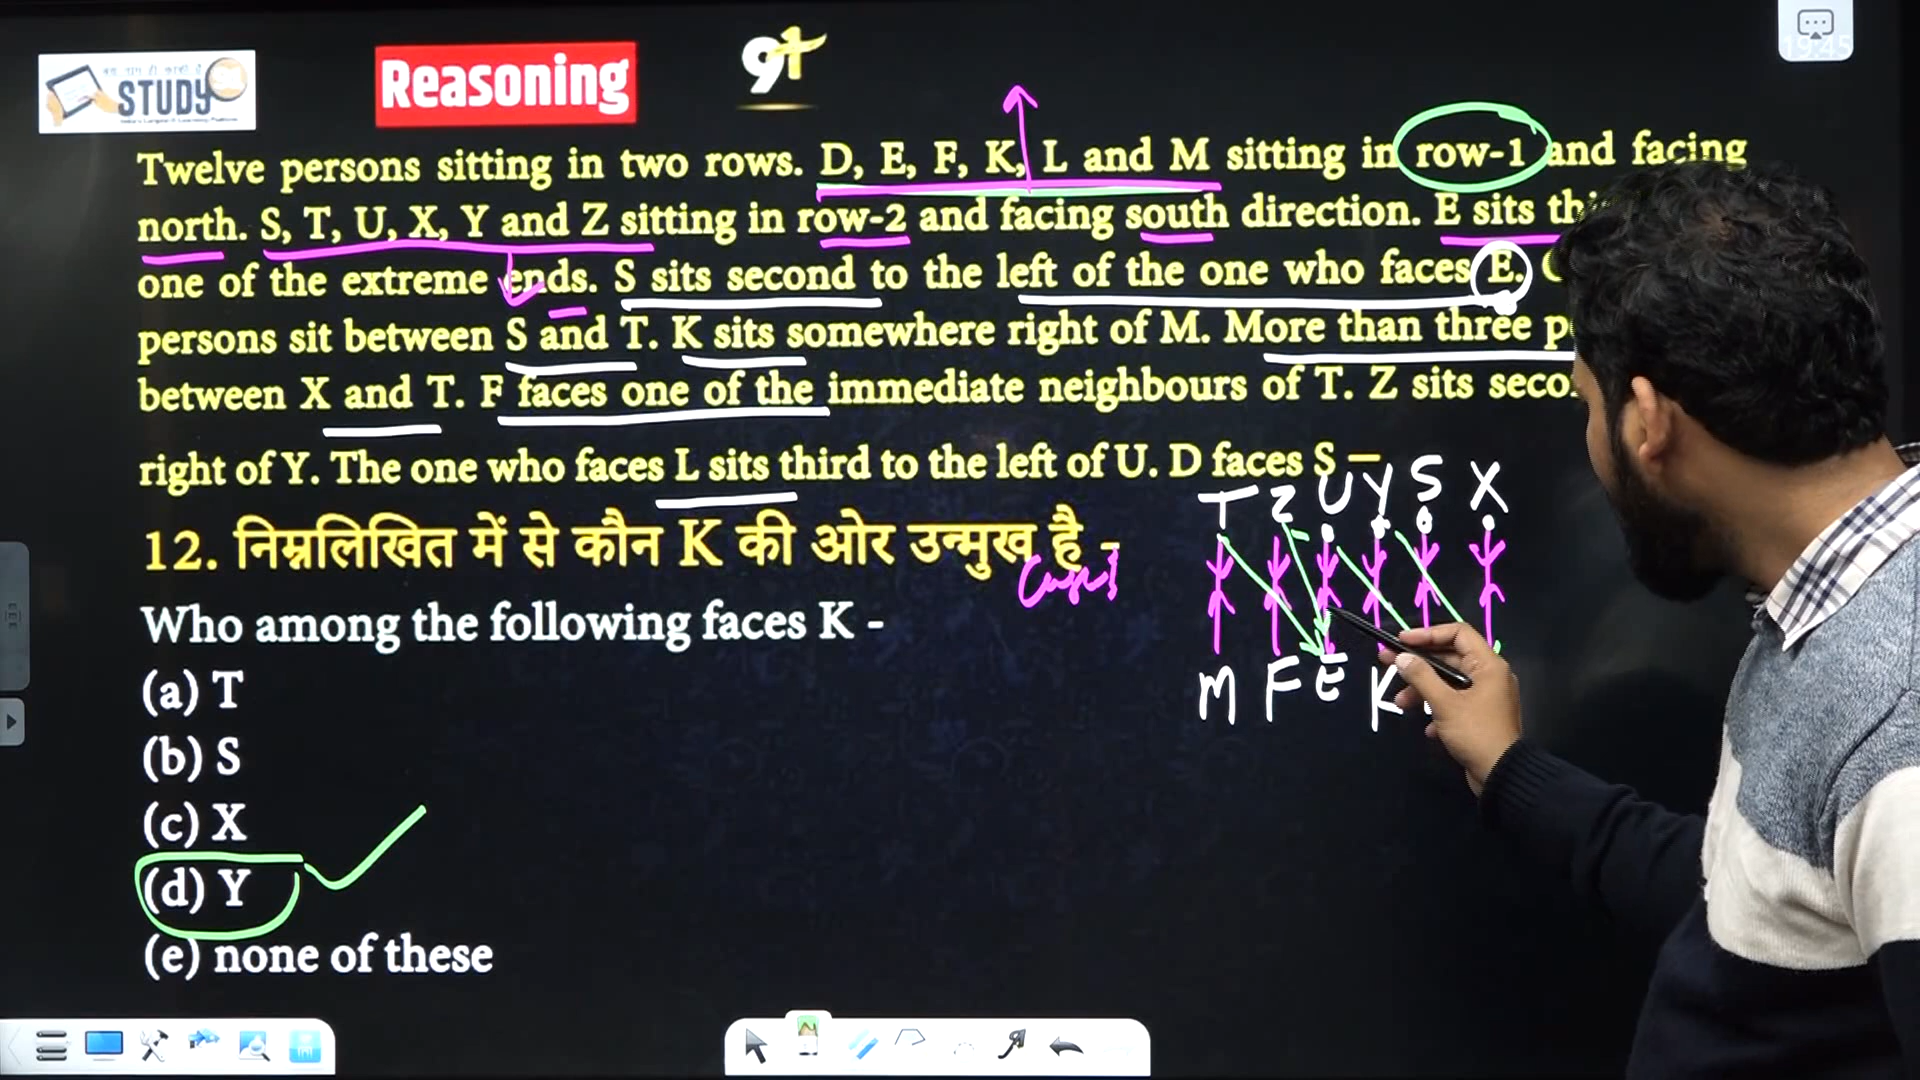 STUDY
Reasoning
9
19:45
Twelve persons sitting in two rows. D, E, F, K, L and M sitting in row-1 and facing
north. S, T, U, X, Y and Z sitting in row-2 and facing south direction. E sits
one of the extreme ends. S sits second to the left of the one who faces E.
persons sit between S and T. K sits somewhere right of M. More than three
between X and T. F faces one of the immediate neighbours of T. Z sits
right of Y. The one who faces L sits third to the left of U. D faces S –
T Z U Y S X
12. निम्नलिखित में से कौन K की ओर उन्मुख है -
Who among the following faces K -
M F E K
(a) T
(b) S
(c) X
(d) Y
(e) none of these